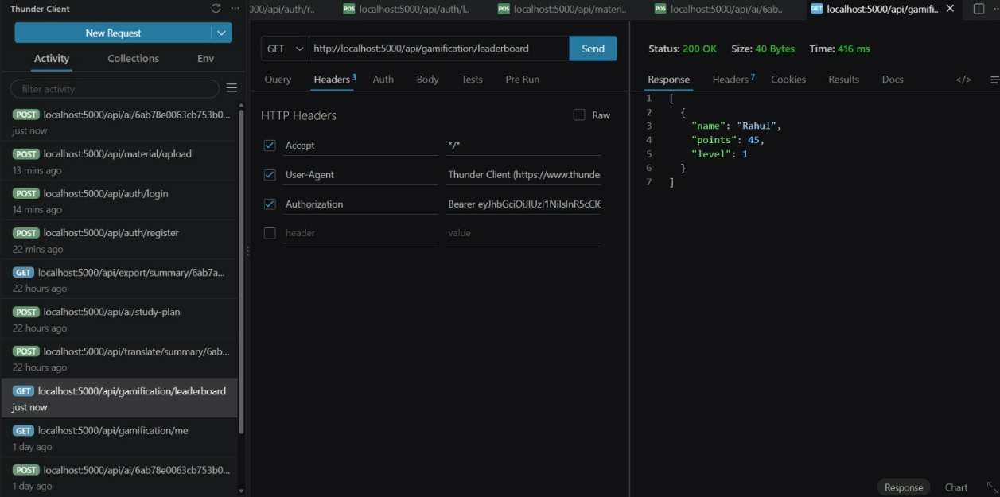 Thunder Client
New Request
Activity Collections Env
filter activity
POST localhost:5000/api/ai/6ab78e0063cb753b0...
just now
POST localhost:5000/api/material/upload
13 mins ago
POST localhost:5000/api/auth/login
14 mins ago
POST localhost:5000/api/auth/register
22 mins ago
GET localhost:5000/api/export/summary/6ab7a...
22 hours ago
POST localhost:5000/api/ai/study-plan
22 hours ago
POST localhost:5000/api/translate/summary/6ab...
22 hours ago
GET localhost:5000/api/gamification/leaderboard
just now
GET localhost:5000/api/gamification/me
1 day ago
POST localhost:5000/api/ai/6ab78e0063cb753b0...
1 day ago
000/api/auth/r.. POS localhost:5000/api/auth/l.. POS localhost:5000/api/materi.. POS localhost:5000/api/ai/6ab.. GET localhost:5000/api/gamifi..
GET http://localhost:5000/api/gamification/leaderboard Send
Query Headers 3 Auth Body Tests Pre Run
HTTP Headers Raw
Accept */*
User-Agent Thunder Client (https://www.thunde
Authorization Bearer
header value
Status: 200 OK Size: 40 Bytes Time: 416 ms
Response Headers 7 Cookies Results Docs </>
1 [
2 {
3 "name": "Rahul",
4 "points": 45,
5 "level": 1
6 }
7 ]
Response Chart